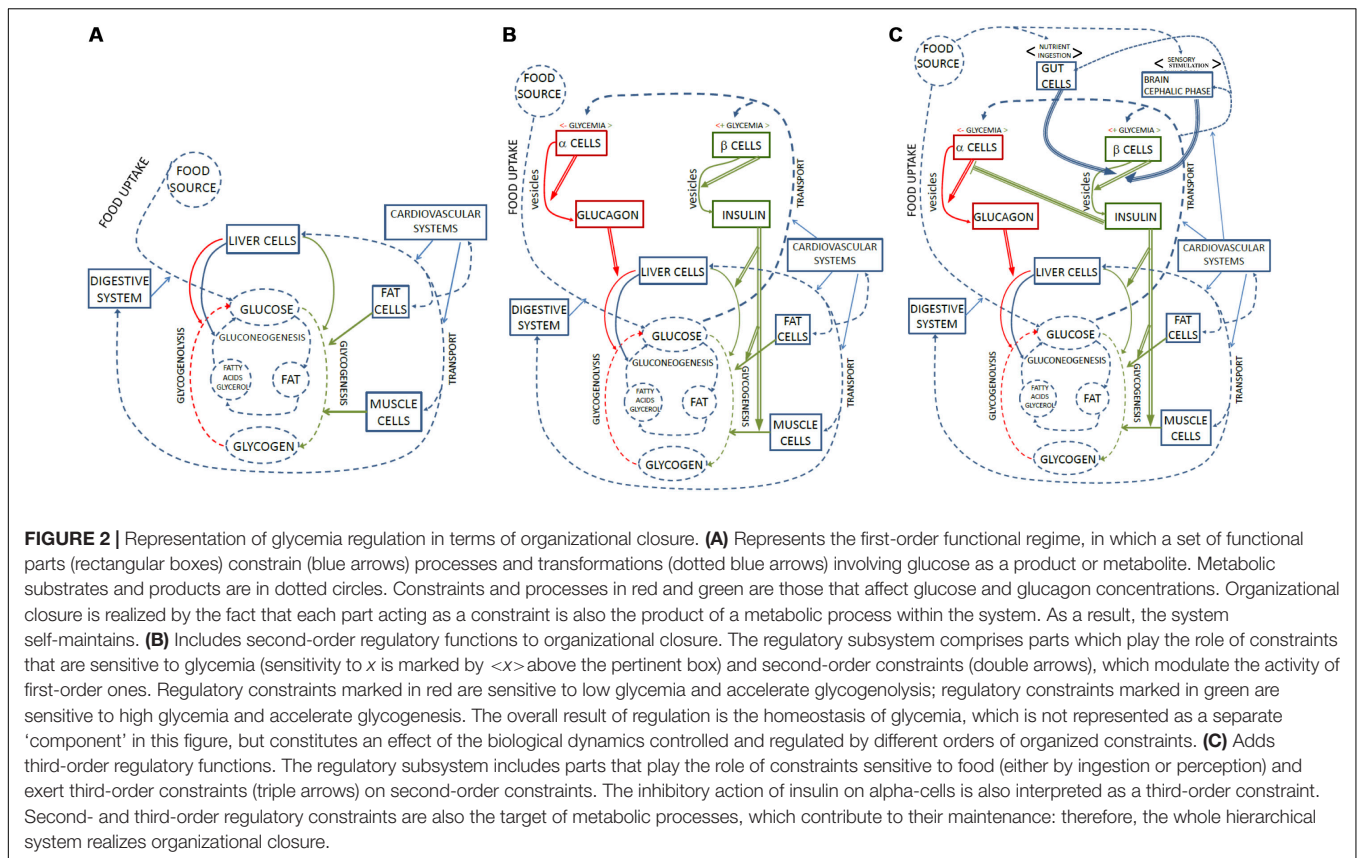 A
FOOD
SOURCE
FOOD UPTAKE
LIVER CELLS
CARDIOVASCULAR
SYSTEMS
DIGESTIVE
SYSTEM
FAT
CELLS
GLUCOSE
GLUCONEOGENESIS
FATTY
ACIDS
GLYCEROL
FAT
GLYCOGENOLYSIS
GLYCOGENESIS
TRANSPORT
MUSCLE
CELLS
GLYCOGEN
B
FOOD
SOURCE
FOOD UPTAKE
<- GLYCEMIA >
α CELLS
<+ GLYCEMIA >
β CELLS
vesicles
vesicles
GLUCAGON
INSULIN
TRANSPORT
CARDIOVASCULAR
SYSTEMS
LIVER CELLS
DIGESTIVE
SYSTEM
FAT
CELLS
GLUCOSE
GLUCONEOGENESIS
FATTY
ACIDS
GLYCEROL
FAT
GLYCOGENOLYSIS
GLYCOGENESIS
TRANSPORT
MUSCLE
CELLS
GLYCOGEN
C
FOOD
SOURCE
< NUTRIENT >
INGESTION
GUT
CELLS
< SENSORY >
STIMULATION
BRAIN
CEPHALIC PHASE
FOOD UPTAKE
<- GLYCEMIA >
α CELLS
<+ GLYCEMIA >
β CELLS
vesicles
vesicles
GLUCAGON
INSULIN
TRANSPORT
CARDIOVASCULAR
SYSTEMS
LIVER CELLS
DIGESTIVE
SYSTEM
FAT
CELLS
GLUCOSE
GLUCONEOGENESIS
FATTY
ACIDS
GLYCEROL
FAT
GLYCOGENOLYSIS
GLYCOGENESIS
TRANSPORT
MUSCLE
CELLS
GLYCOGEN
FIGURE 2 | Representation of glycemia regulation in terms of organizational closure. (A) Represents the first-order functional regime, in which a set of functional
parts (rectangular boxes) constrain (blue arrows) processes and transformations (dotted blue arrows) involving glucose as a product or metabolite. Metabolic
substrates and products are in dotted circles. Constraints and processes in red and green are those that affect glucose and glucagon concentrations. Organizational
closure is realized by the fact that each part acting as a constraint is also the product of a metabolic process within the system. As a result, the system
self-maintains. (B) Includes second-order regulatory functions to organizational closure. The regulatory subsystem comprises parts which play the role of constraints
that are sensitive to glycemia (sensitivity to x is marked by <x>above the pertinent box) and second-order constraints (double arrows), which modulate the activity of
first-order ones. Regulatory constraints marked in red are sensitive to low glycemia and accelerate glycogenolysis; regulatory constraints marked in green are
sensitive to high glycemia and accelerate glycogenesis. The overall result of regulation is the homeostasis of glycemia, which is not represented as a separate
‘component’ in this figure, but constitutes an effect of the biological dynamics controlled and regulated by different orders of organized constraints. (C) Adds
third-order regulatory functions. The regulatory subsystem includes parts that play the role of constraints sensitive to food (either by ingestion or perception) and
exert third-order constraints (triple arrows) on second-order constraints. The inhibitory action of insulin on alpha-cells is also interpreted as a third-order constraint.
Second- and third-order regulatory constraints are also the target of metabolic processes, which contribute to their maintenance: therefore, the whole hierarchical
system realizes organizational closure.